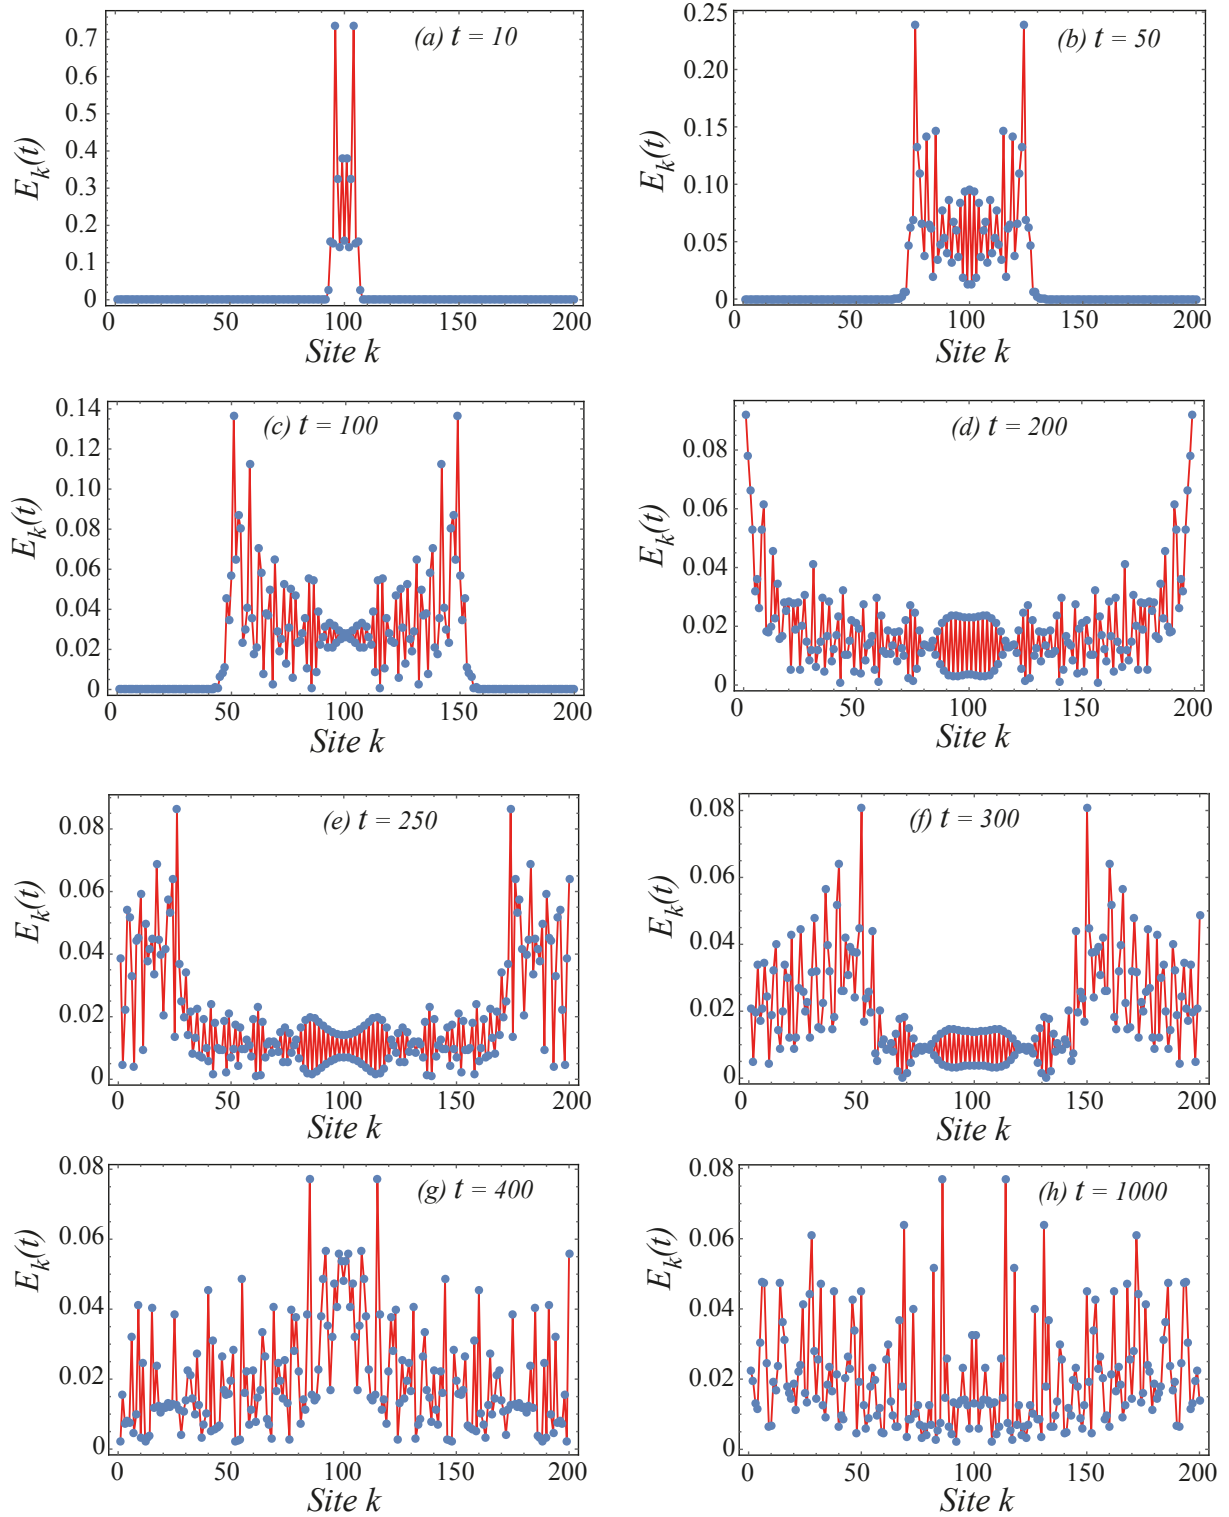 (a) t = 10
E_k(t)
0.7
0.6
0.5
0.4
0.3
0.2
0.1
0
0 50 100 150 200
Site k
(b) t = 50
E_k(t)
0.25
0.20
0.15
0.10
0.05
0.00
0 50 100 150 200
Site k
(c) t = 100
E_k(t)
0.14
0.12
0.10
0.08
0.06
0.04
0.02
0
0 50 100 150 200
Site k
(d) t = 200
E_k(t)
0.08
0.06
0.04
0.02
0
0 50 100 150 200
Site k
(e) t = 250
E_k(t)
0.08
0.06
0.04
0.02
0
0 50 100 150 200
Site k
(f) t = 300
E_k(t)
0.08
0.06
0.04
0.02
0
0 50 100 150 200
Site k
(g) t = 400
E_k(t)
0.08
0.06
0.04
0.02
0
0 50 100 150 200
Site k
(h) t = 1000
E_k(t)
0.08
0.06
0.04
0.02
0
0 50 100 150 200
Site k